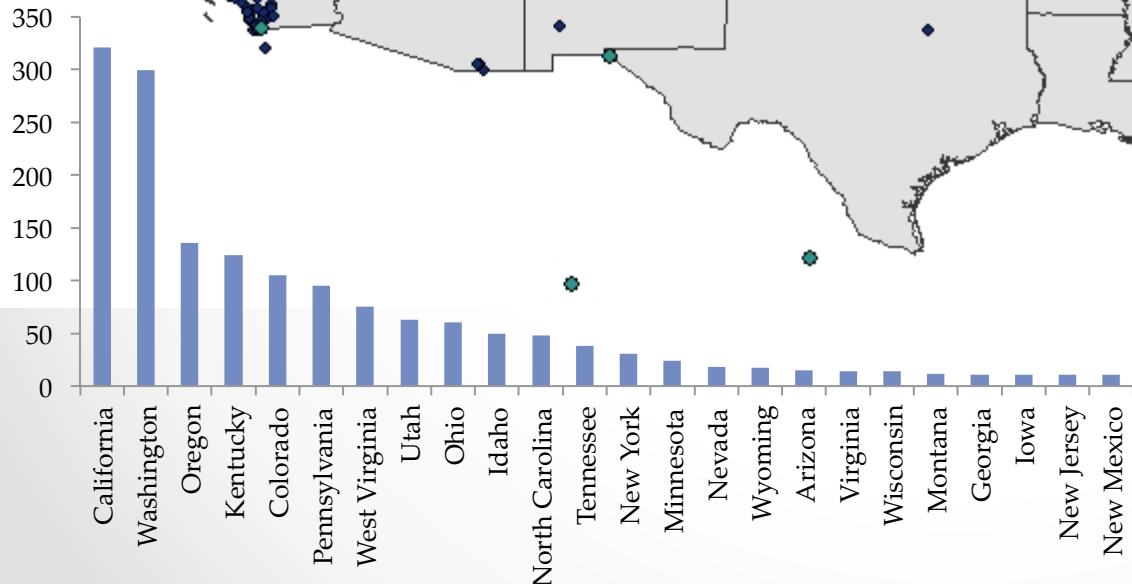 350
300
250
200
150
100
50
0
California
Washington
Oregon
Kentucky
Colorado
Pennsylvania
West Virginia
Utah
Ohio
Idaho
North Carolina
Tennessee
New York
Minnesota
Nevada
Wyoming
Arizona
Virginia
Wisconsin
Montana
Georgia
Iowa
New Jersey
New Mexico